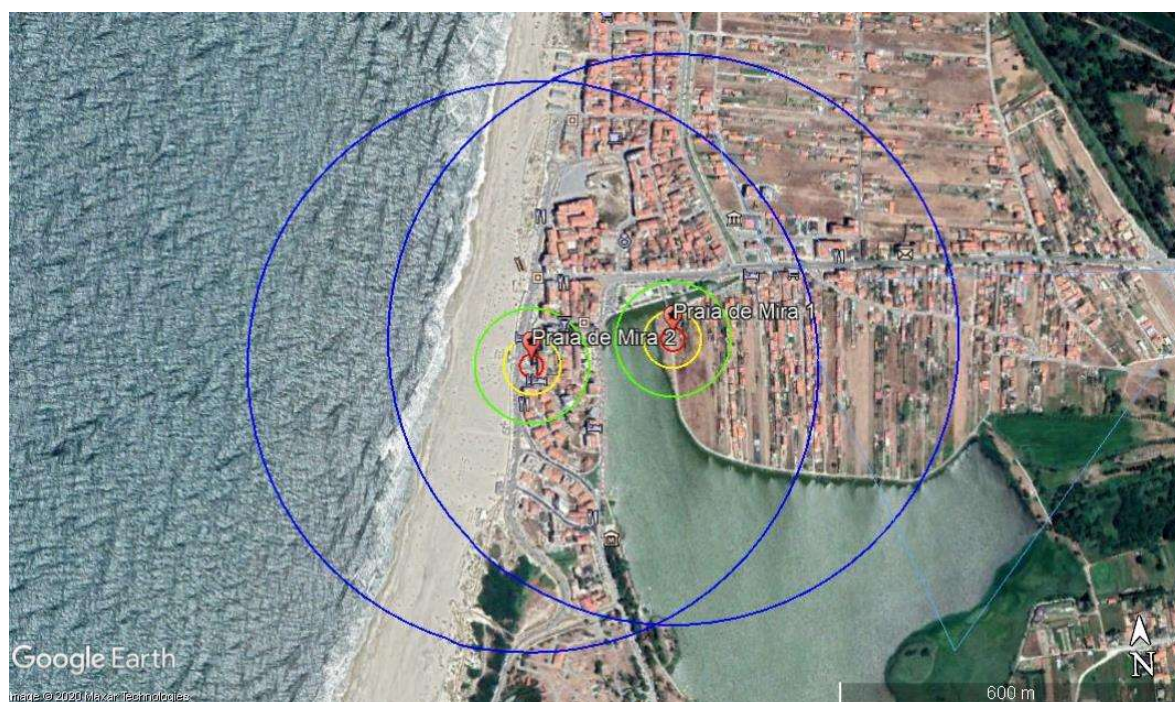 Praia de Mira 1
Praia de Mira 2
Google Earth
Image © 2020 Maxar Technologies
N
600 m